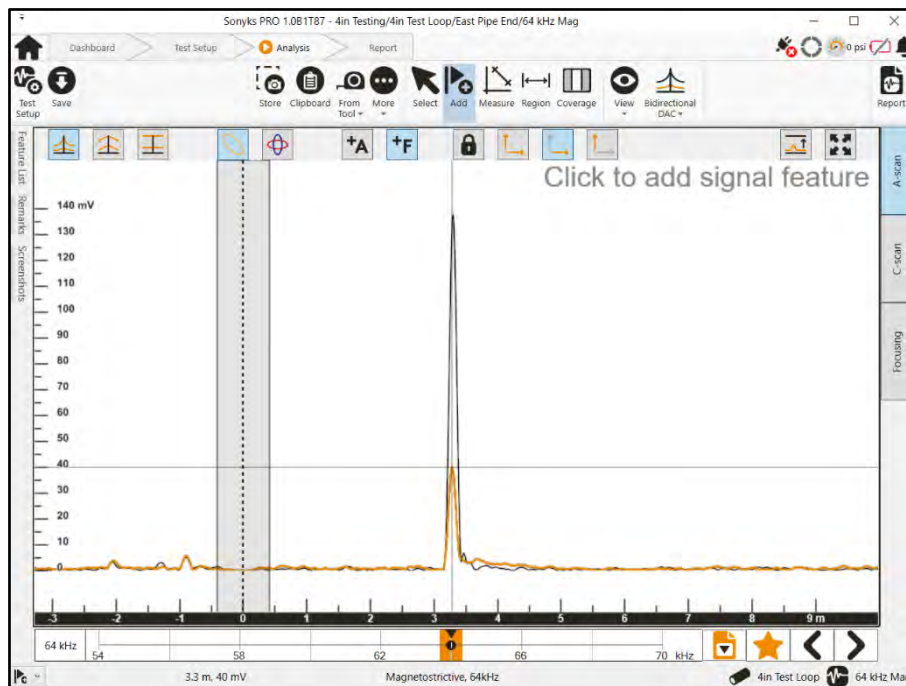 Sonyks PRO 1.0B1T87 - 4in Testing/4in Test Loop/East Pipe End/64 kHz Mag
Dashboard Test Setup Analysis Report 0 psi
Test Setup Save Store Clipboard From Tool More Select Add Measure Region Coverage View Bidirectional DAC Report
+A +F
Click to add signal feature
Feature List
Remarks
Screenshots
A-scan
C-scan
Focusing
140 mV
130
120
110
100
90
80
70
60
50
40
30
20
10
0
-3 -2 -1 0 1 2 3 4 5 6 7 8 9 m
64 kHz 54 58 62 66 70 kHz
3.3 m, 40 mV Magnetostrictive, 64kHz 4in Test Loop 64 kHz Mag